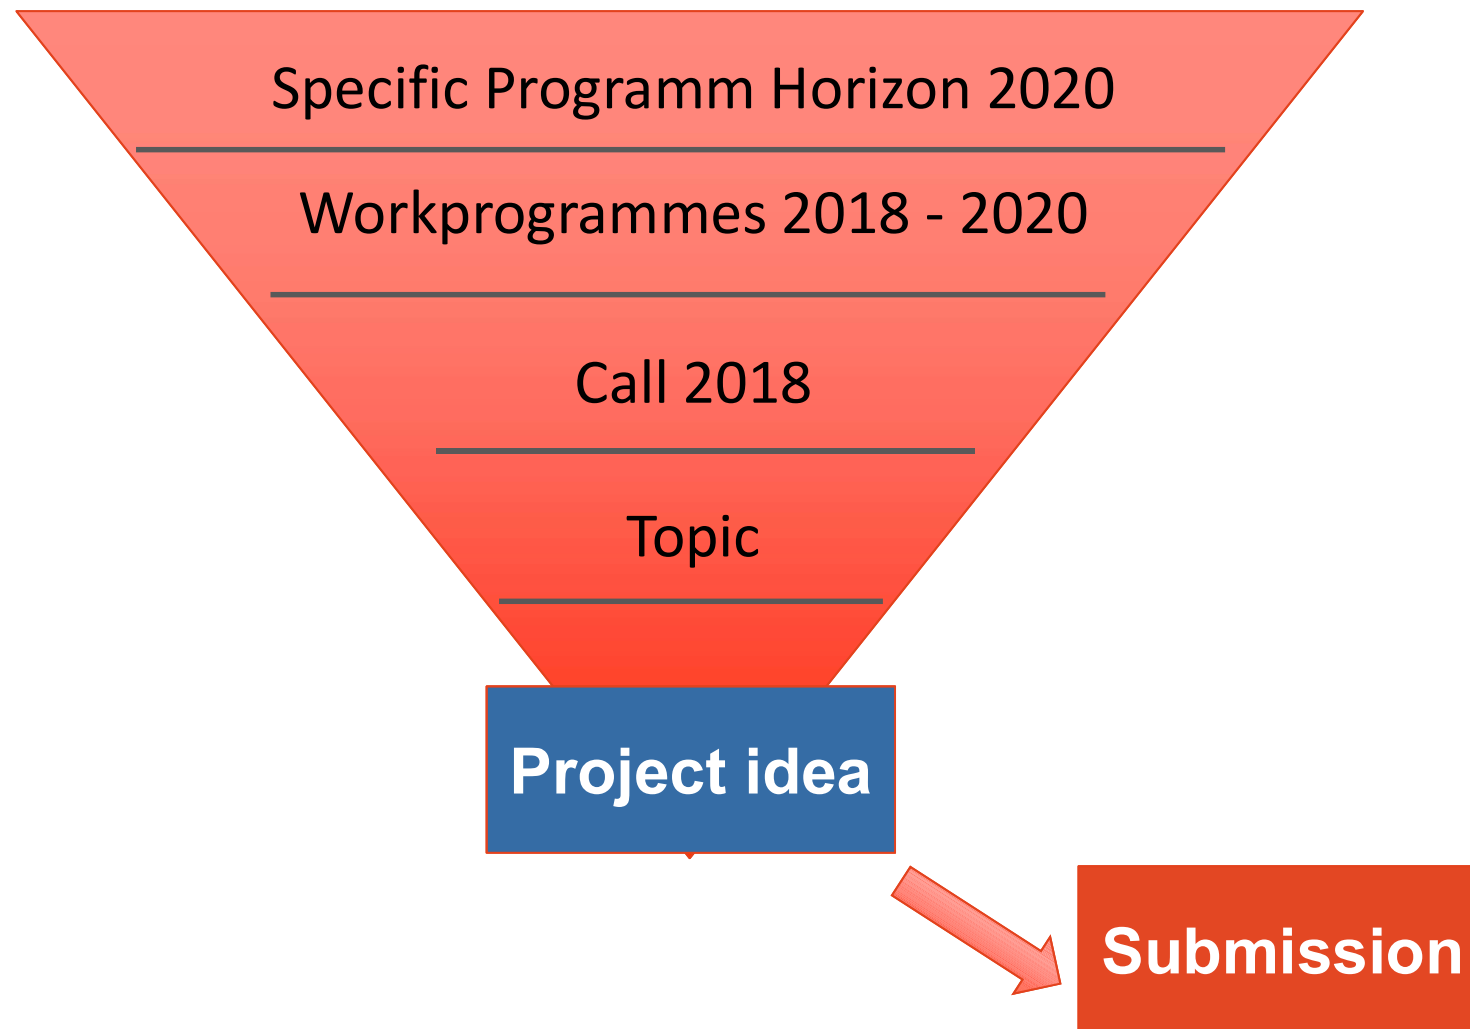 Specific Programm Horizon 2020
Workprogrammes 2018 - 2020
Call 2018
Topic
Project idea
Submission